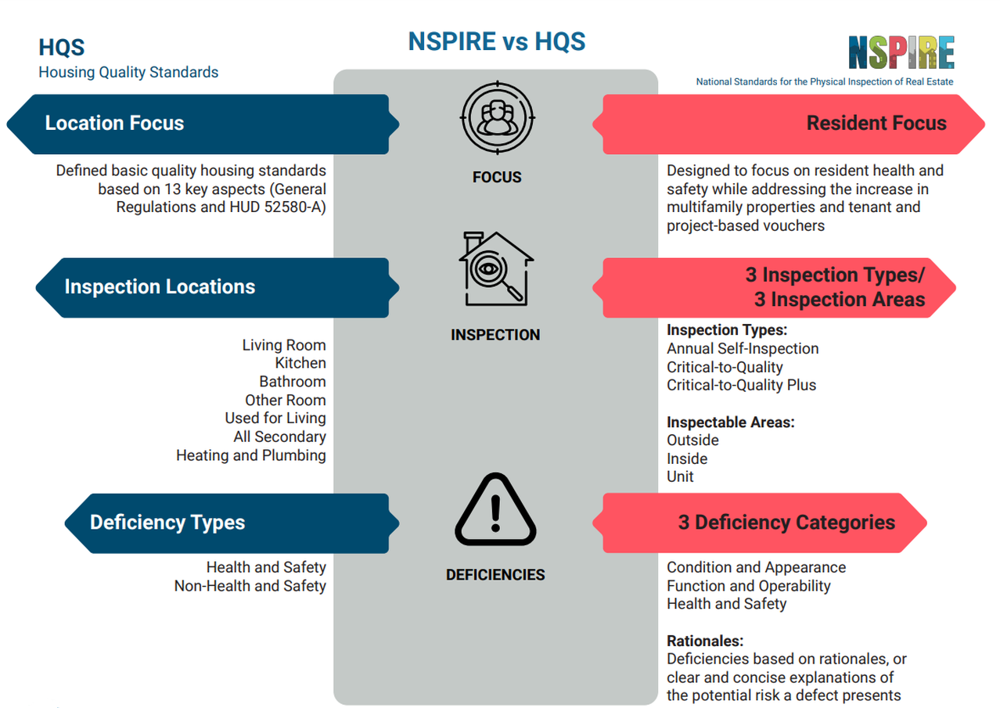 NSPIRE vs HQS
HQS
Housing Quality Standards
NSPIRE
National Standards for the Physical Inspection of Real Estate
Location Focus
Defined basic quality housing standards
based on 13 key aspects (General
Regulations and HUD 52580-A)
FOCUS
Resident Focus
Designed to focus on resident health and
safety while addressing the increase in
multifamily properties and tenant and
project-based vouchers
Inspection Locations
Living Room
Kitchen
Bathroom
Other Room
Used for Living
All Secondary
Heating and Plumbing
INSPECTION
3 Inspection Types/
3 Inspection Areas
Inspection Types:
Annual Self-Inspection
Critical-to-Quality
Critical-to-Quality Plus
Inspectable Areas:
Outside
Inside
Unit
Deficiency Types
Health and Safety
Non-Health and Safety
DEFICIENCIES
3 Deficiency Categories
Condition and Appearance
Function and Operability
Health and Safety
Rationales:
Deficiencies based on rationales, or
clear and concise explanations of
the potential risk a defect presents